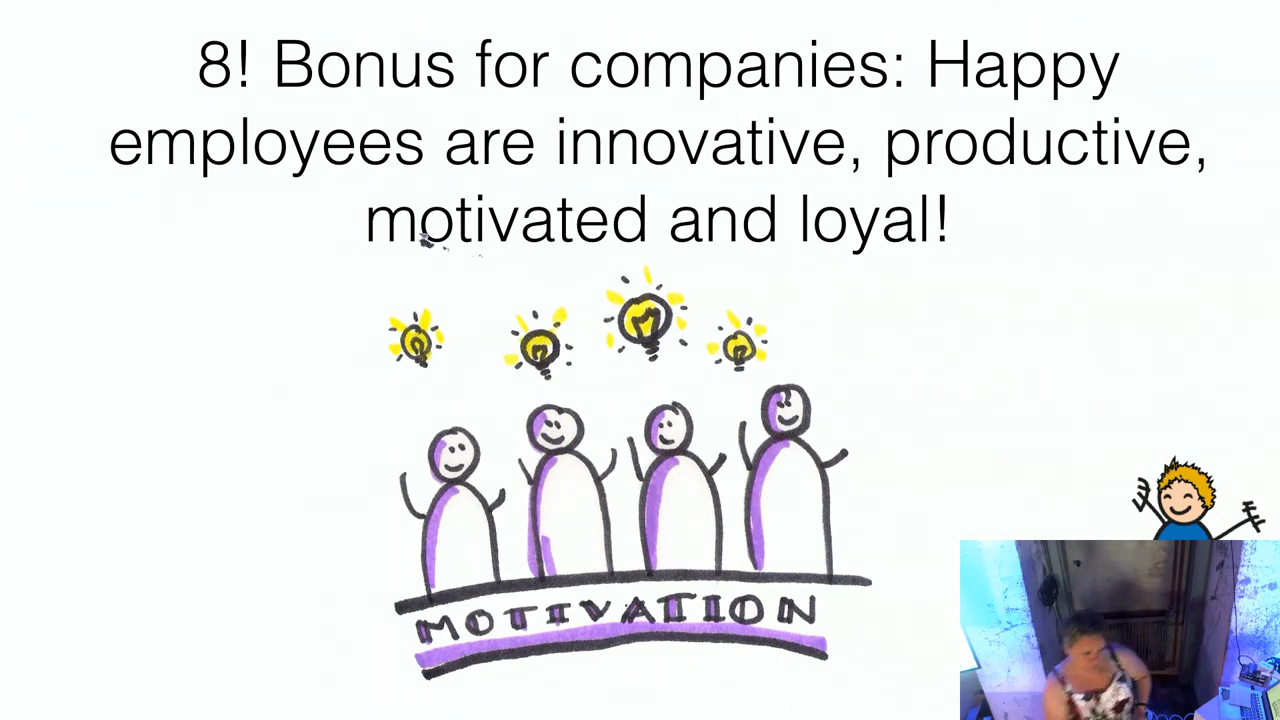 8! Bonus for companies: Happy
employees are innovative, productive,
motivated and loyal!
MOTIVATION